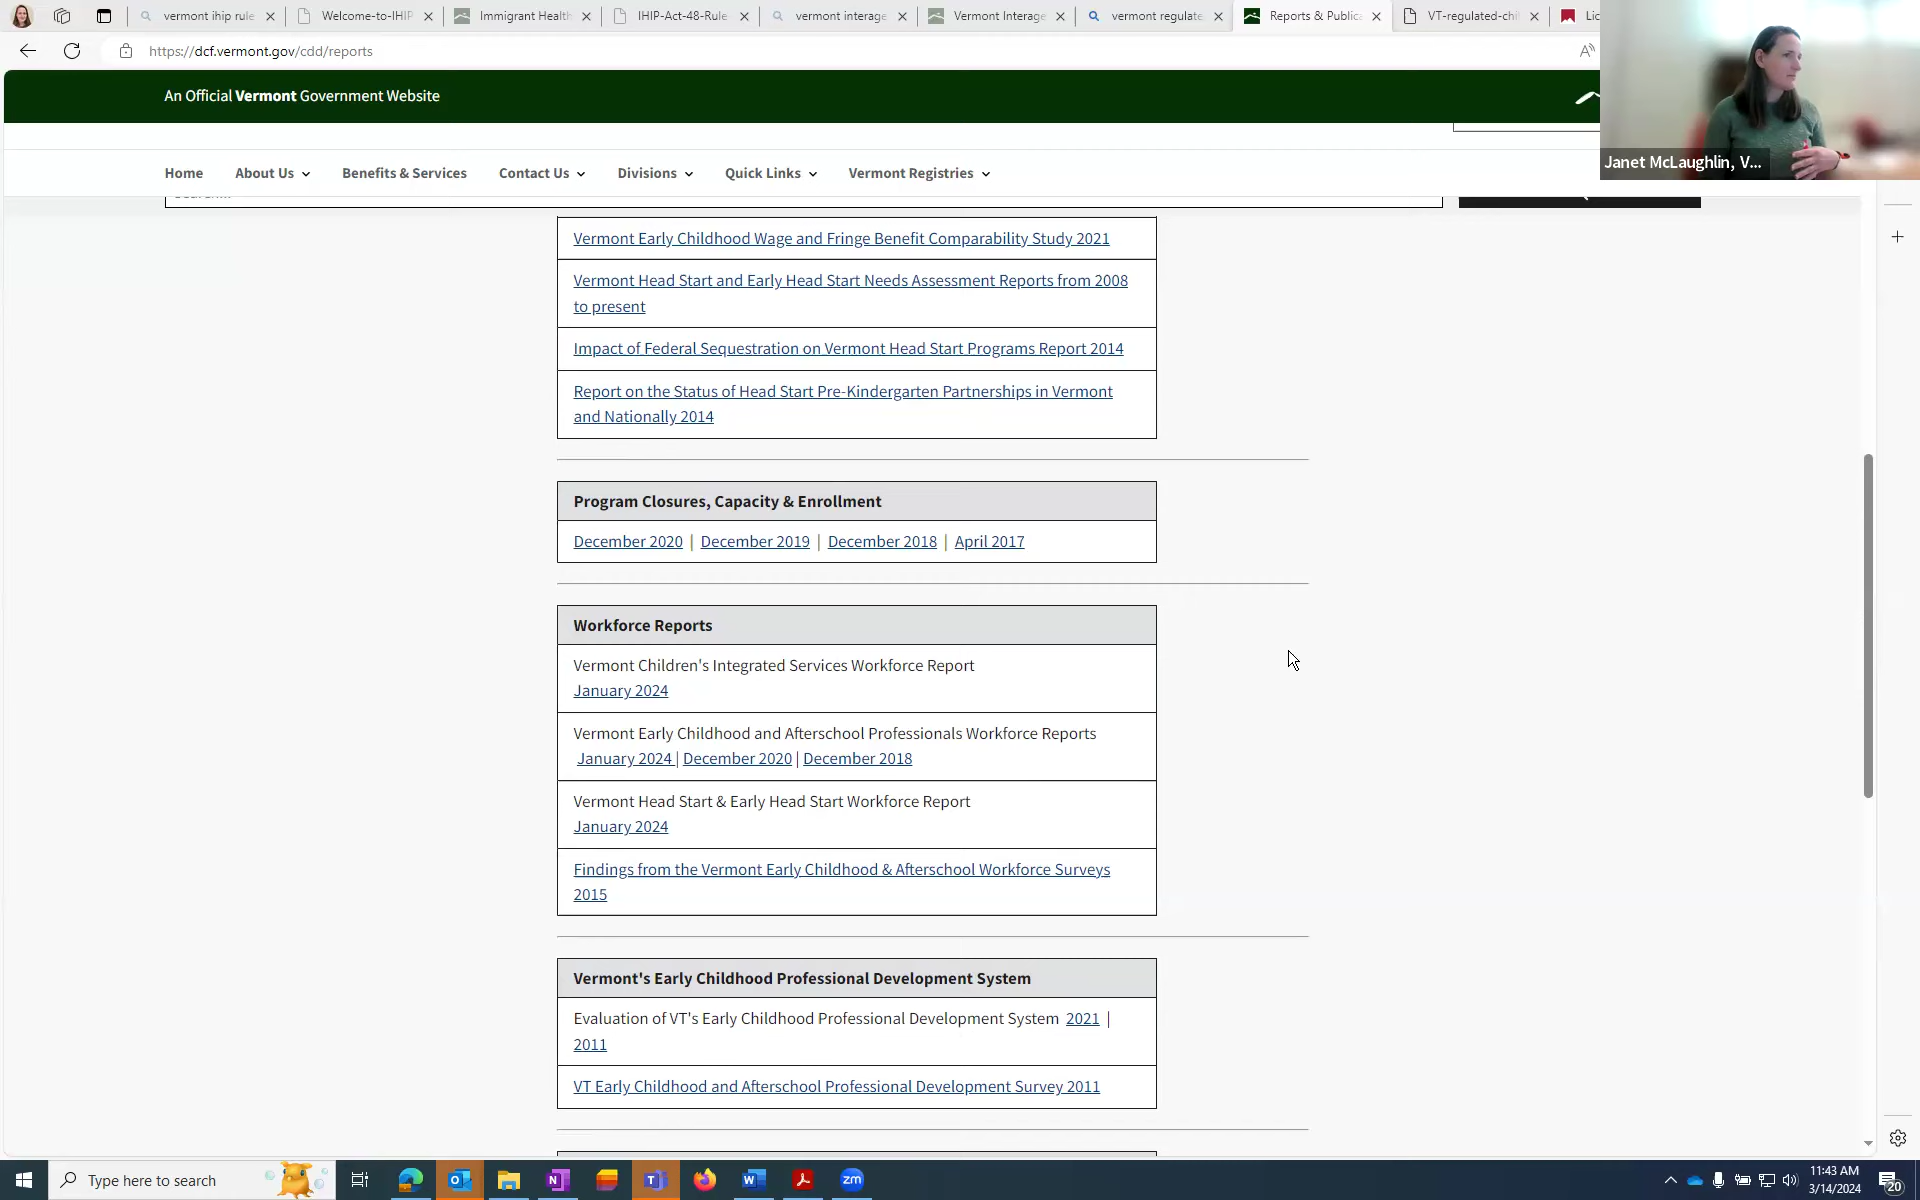 vermont ihip rule
Welcome-to-IHIP
Immigrant Health
IHIP-Act-48-Rule-
vermont interage
Vermont Interage
vermont regulate
Reports & Publica
VT-regulated-chi
Lic
https://dcf.vermont.gov/cdd/reports
An Official Vermont Government Website
Janet McLaughlin, V...
Home
About Us
Benefits & Services
Contact Us
Divisions
Quick Links
Vermont Registries
Vermont Early Childhood Wage and Fringe Benefit Comparability Study 2021
Vermont Head Start and Early Head Start Needs Assessment Reports from 2008
to present
Impact of Federal Sequestration on Vermont Head Start Programs Report 2014
Report on the Status of Head Start Pre-Kindergarten Partnerships in Vermont
and Nationally 2014
Program Closures, Capacity & Enrollment
December 2020 | December 2019 | December 2018 | April 2017
Workforce Reports
Vermont Children's Integrated Services Workforce Report
January 2024
Vermont Early Childhood and Afterschool Professionals Workforce Reports
January 2024 | December 2020 | December 2018
Vermont Head Start & Early Head Start Workforce Report
January 2024
Findings from the Vermont Early Childhood & Afterschool Workforce Surveys
2015
Vermont's Early Childhood Professional Development System
Evaluation of VT's Early Childhood Professional Development System 2021 |
2011
VT Early Childhood and Afterschool Professional Development Survey 2011
Type here to search
zm
11:43 AM
3/14/2024
20